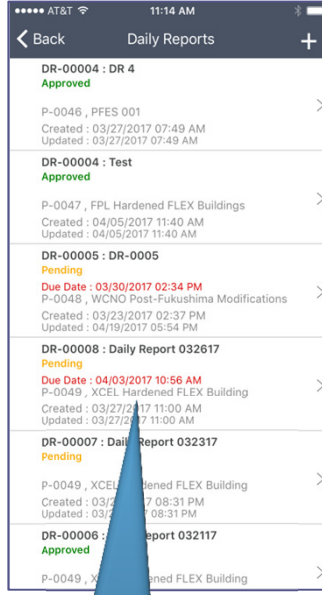 AT&T 11:14 AM
Back Daily Reports +
DR-00004 : DR 4
Approved
P-0046 , PFES 001
Created : 03/27/2017 07:49 AM
Updated : 03/27/2017 07:49 AM
DR-00004 : Test
Approved
P-0047 , FPL Hardened FLEX Buildings
Created : 04/05/2017 11:40 AM
Updated : 04/05/2017 11:40 AM
DR-00005 : DR-0005
Pending
Due Date : 03/30/2017 02:34 PM
P-0048 , WCNO Post-Fukushima Modifications
Created : 03/23/2017 02:37 PM
Updated : 04/19/2017 05:54 PM
DR-00008 : Daily Report 032617
Pending
Due Date : 04/03/2017 10:56 AM
P-0049 , XCEL Hardened FLEX Building
Created : 03/27/2017 11:00 AM
Updated : 03/27/2017 11:00 AM
DR-00007 : Daily Report 032317
Pending
P-0049 , XCEL FLEX Building
Created : 08:31 PM
Updated : 08:31 PM
DR-00006 : Report 032117
Approved
P-0049 , FLEX Building